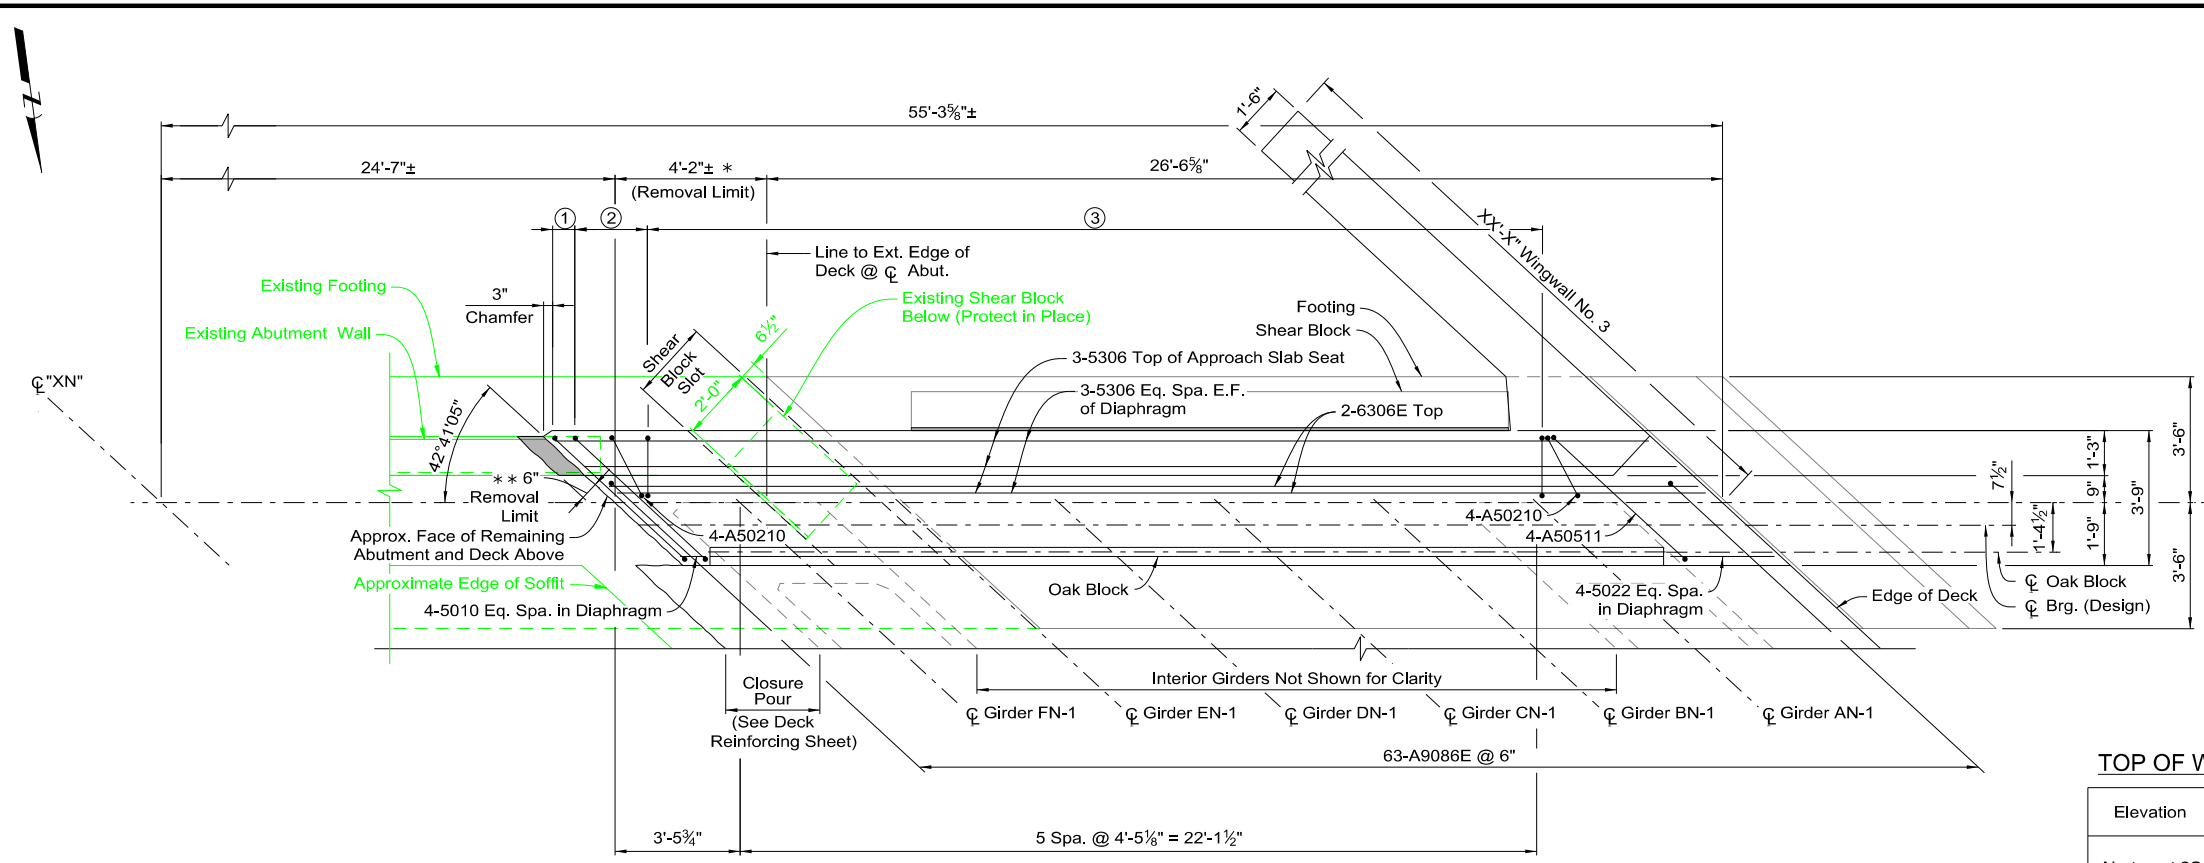 N
55'-3⅝"±
24'-7"±
4'-2"± *
(Removal Limit)
26'-6⅝"
1'-6"
XX'-X" Wingwall No. 3
1
2
3
Line to Ext. Edge of
Deck @ ℄ Abut.
Existing Footing
3"
Chamfer
Existing Abutment Wall
Existing Shear Block
Below (Protect in Place)
6½"
Shear
Block
Slot
2'-0"
Footing
Shear Block
3-5306 Top of Approach Slab Seat
3-5306 Eq. Spa. E.F.
of Diaphragm
2-6306E Top
℄ "XN"
42°41'05"
* * 6"
Removal
Limit
Approx. Face of Remaining
Abutment and Deck Above
Approximate Edge of Soffit
4-5010 Eq. Spa. in Diaphragm
4-A50210
4-A50210
4-A50511
Oak Block
4-5022 Eq. Spa.
in Diaphragm
Edge of Deck
℄ Oak Block
℄ Brg. (Design)
7½"
1'-4½"
1'-3"
9"
1'-9"
3'-9"
3'-6"
3'-6"
Closure
Pour
(See Deck
Reinforcing Sheet)
Interior Girders Not Shown for Clarity
℄ Girder FN-1
℄ Girder EN-1
℄ Girder DN-1
℄ Girder CN-1
℄ Girder BN-1
℄ Girder AN-1
63-A9086E @ 6"
3'-5¾"
5 Spa. @ 4'-5⅛" = 22'-1½"
TOP OF W
Elevation